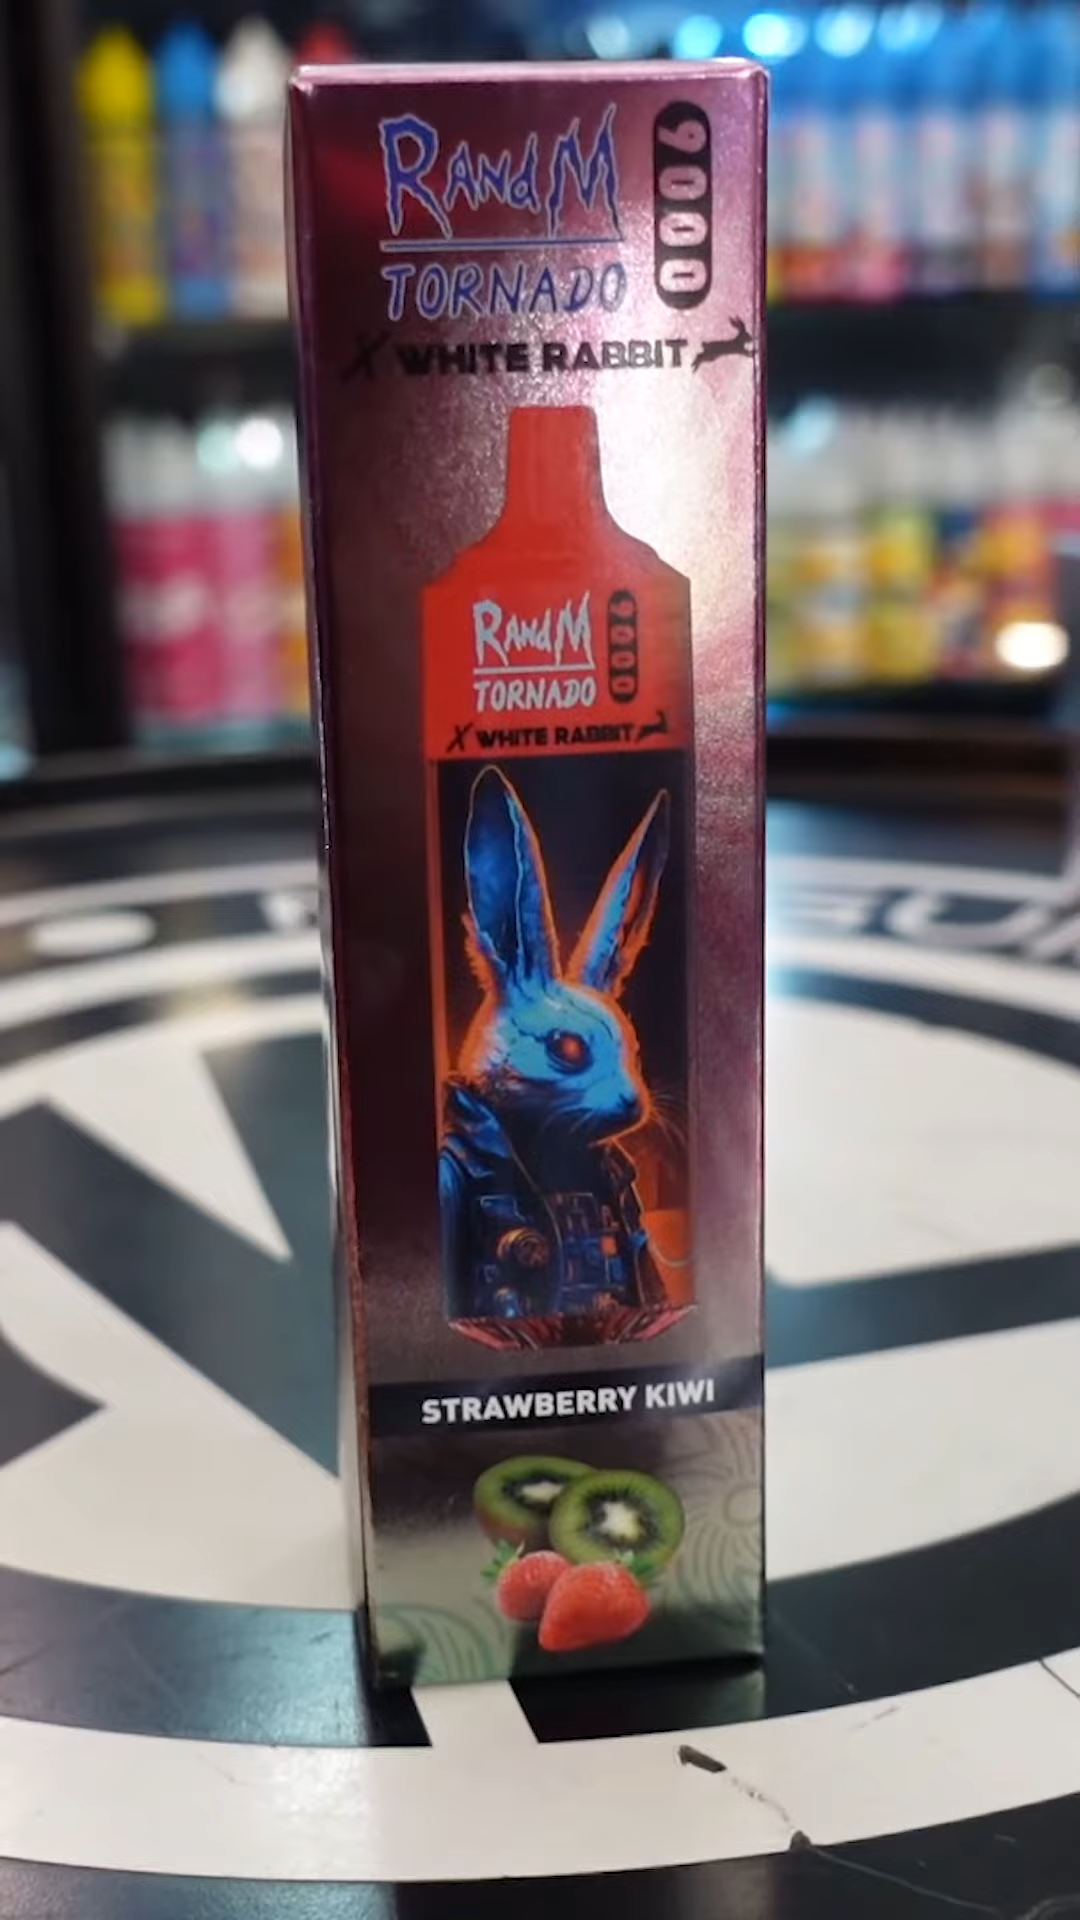 RandM
TORNADO
9000
X WHITE RABBIT
RandM
TORNADO
9000
X WHITE RABBIT
STRAWBERRY KIWI